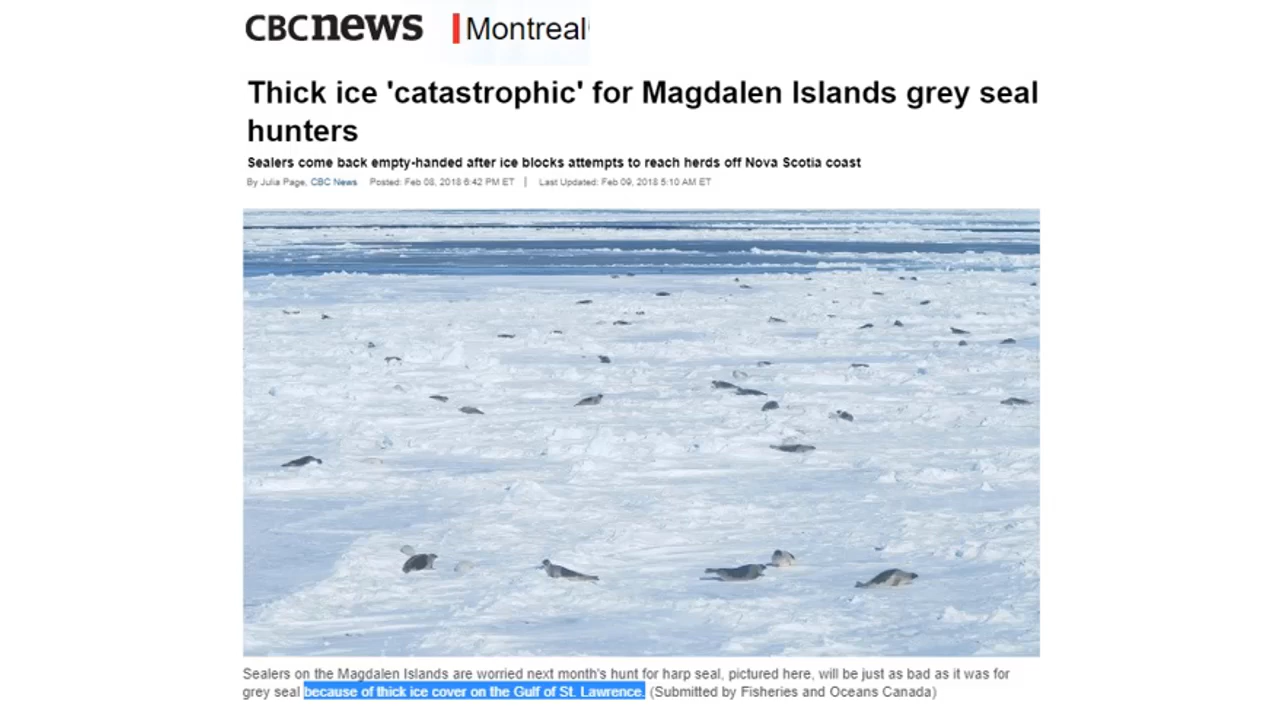 CBCnews | Montreal
Thick ice 'catastrophic' for Magdalen Islands grey seal
hunters
Sealers come back empty-handed after ice blocks attempts to reach herds off Nova Scotia coast
By Julia Page, CBC News Posted: Feb 08, 2018 6:42 PM ET | Last Updated: Feb 09, 2018 5:10 AM ET
Sealers on the Magdalen Islands are worried next month's hunt for harp seal, pictured here, will be just as bad as it was for
grey seal because of thick ice cover on the Gulf of St. Lawrence. (Submitted by Fisheries and Oceans Canada)